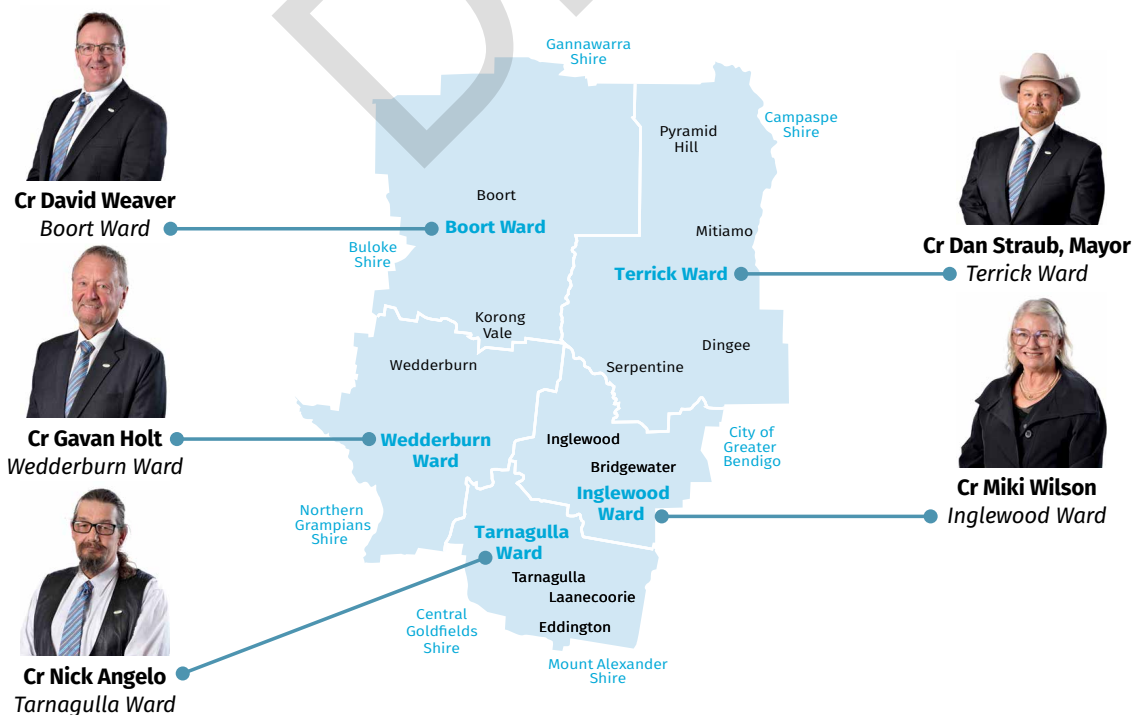 Gannawarra
Shire
Campaspe
Shire
Pyramid
Hill
Cr David Weaver
Boort Ward
Boort
Boort Ward
Buloke
Shire
Mitiamo
Terrick Ward
Cr Dan Straub, Mayor
Terrick Ward
Korong
Vale
Wedderburn
Dingee
Serpentine
Cr Gavan Holt
Wedderburn Ward
Wedderburn
Ward
Inglewood
Bridgewater
Inglewood
Ward
City of
Greater
Bendigo
Cr Miki Wilson
Inglewood Ward
Northern
Grampians
Shire
Tarnagulla
Ward
Tarnagulla
Laanecoorie
Eddington
Central
Goldfields
Shire
Mount Alexander
Shire
Cr Nick Angelo
Tarnagulla Ward